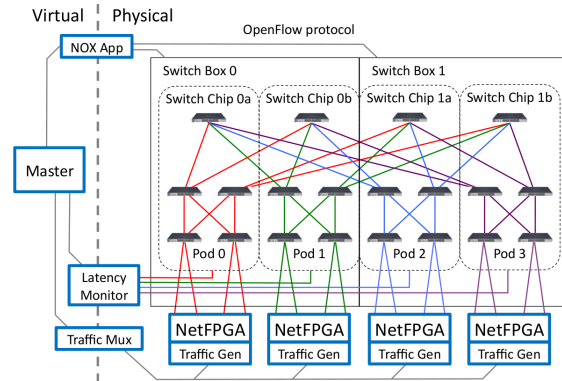 Virtual
Physical
OpenFlow protocol
NOX App
Switch Box 0
Switch Box 1
Switch Chip 0a
Switch Chip 0b
Switch Chip 1a
Switch Chip 1b
Master
Pod 0
Pod 1
Pod 2
Pod 3
Latency
Monitor
NetFPGA
NetFPGA
NetFPGA
NetFPGA
Traffic Mux
Traffic Gen
Traffic Gen
Traffic Gen
Traffic Gen